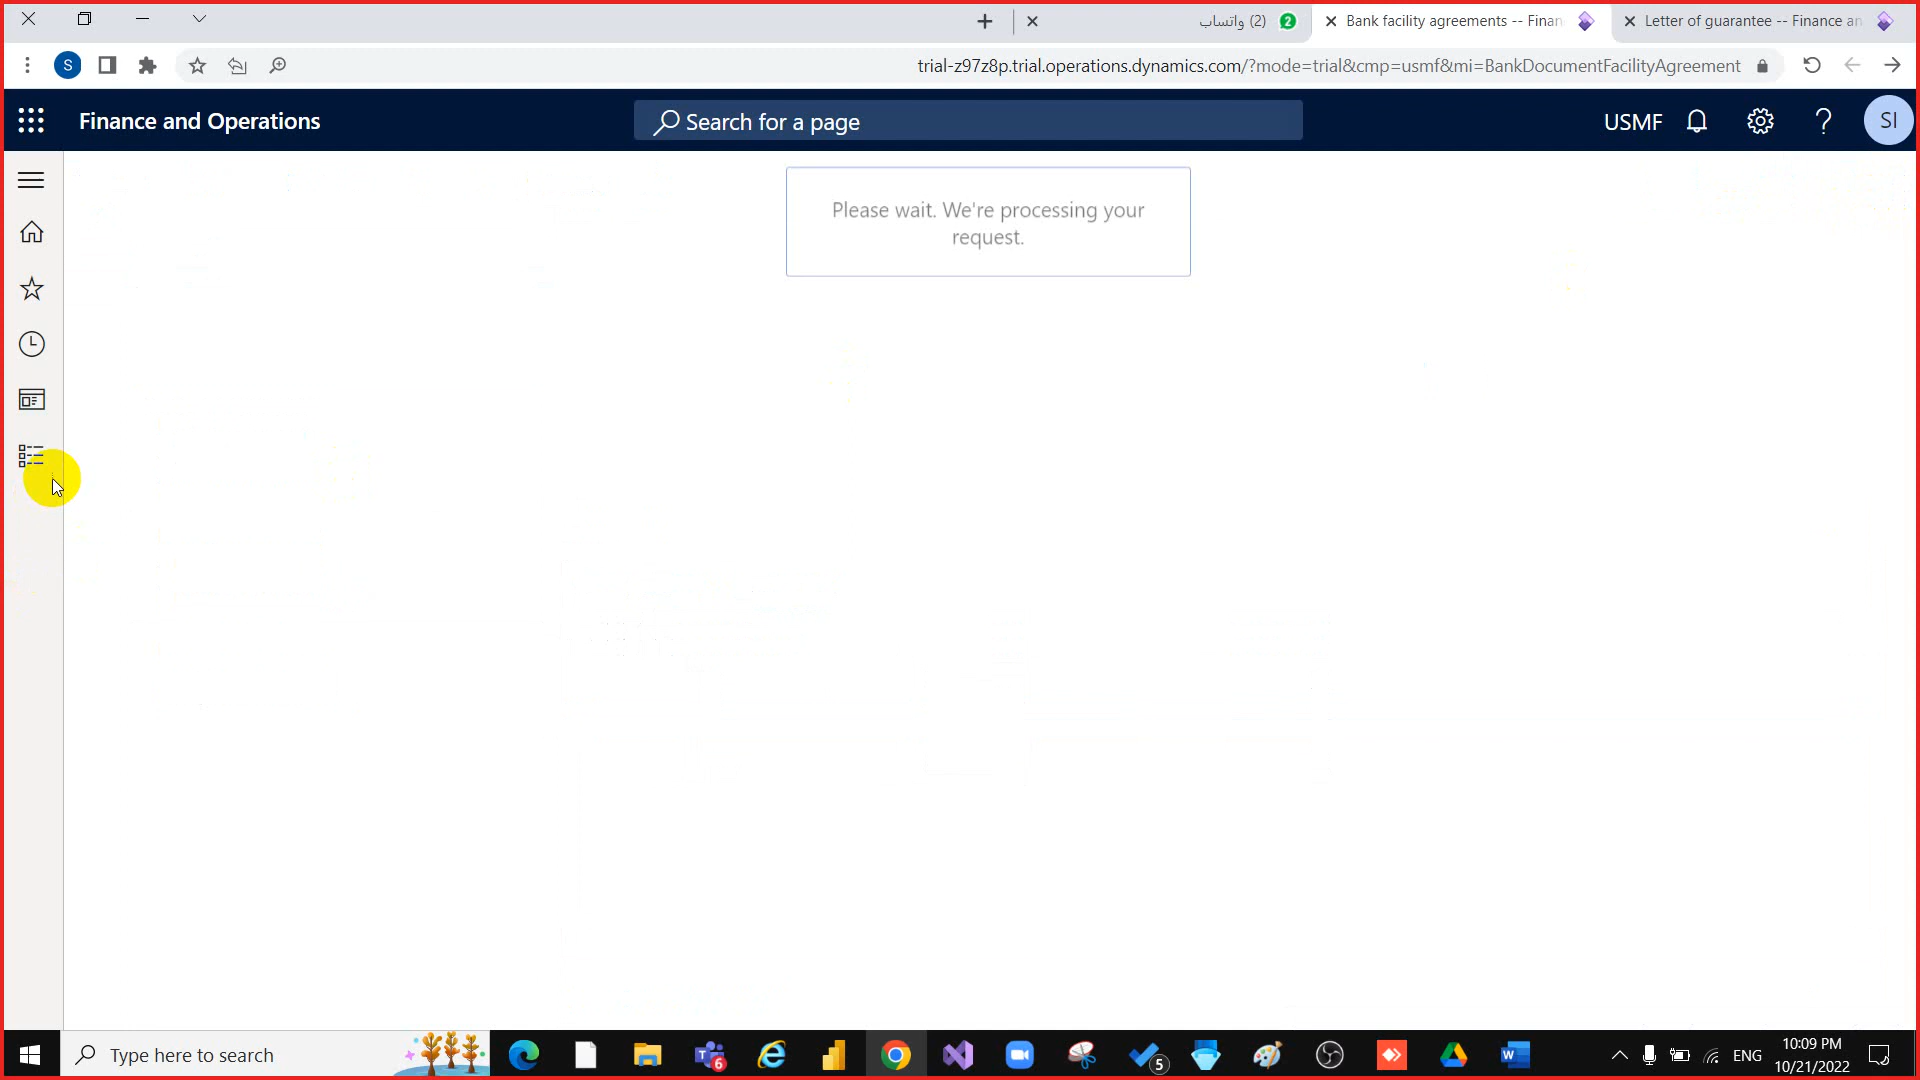 (2) واتساب
2
Bank facility agreements -- Finan
Letter of guarantee -- Finance an
S
trial-z97z8p.trial.operations.dynamics.com/?mode=trial&cmp=usmf&mi=BankDocumentFacilityAgreement
Finance and Operations
Search for a page
USMF
SI
Please wait. We're processing your
request.
Type here to search
6
5
ENG
10:09 PM
10/21/2022